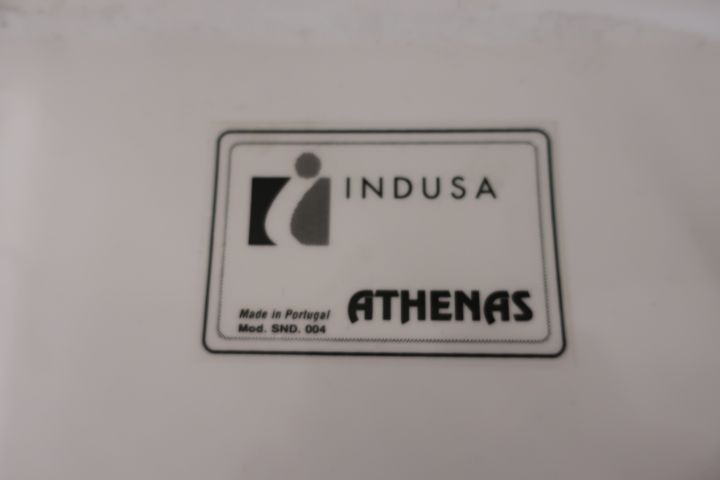 INDUSA
Made in Portugal
Mod. SND. 004
ATHENAS